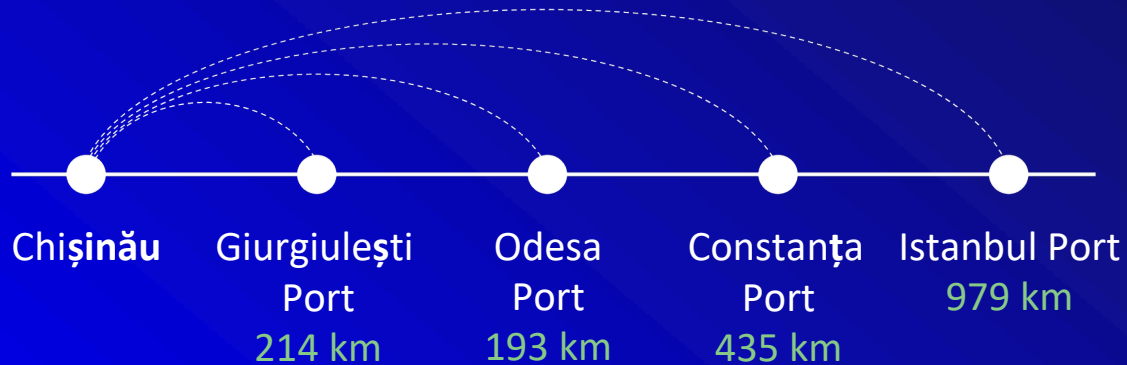 Chișinău
Giurgiulești
Port
214 km
Odesa
Port
193 km
Constanța
Port
435 km
Istanbul Port
979 km